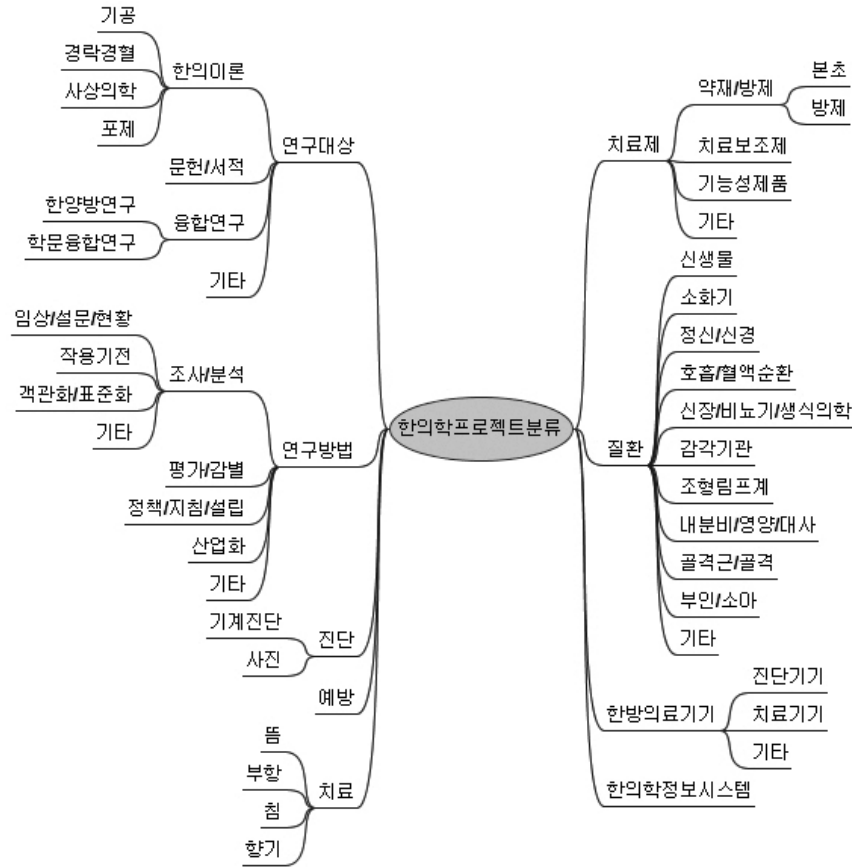 기공
경락경혈
한의이론
사상의학
포제
연구대상
문헌/서적
한양방연구
융합연구
학문융합연구
기타
임상/설문/현황
작용기전
조사/분석
객관화/표준화
기타
연구방법
평가/감별
정책/지침/설립
산업화
기타
기계진단
진단
사진
예방
뜸
부항
치료
침
향기
한의학프로젝트분류
본초
약재/방제
방제
치료제
치료보조제
기능성제품
기타
신생물
소화기
정신/신경
호흡/혈액순환
신장/비뇨기/생식의학
질환
감각기관
조형림프계
내분비/영양/대사
골격근/골격
부인/소아
기타
진단기기
한방의료기기
치료기기
기타
한의학정보시스템